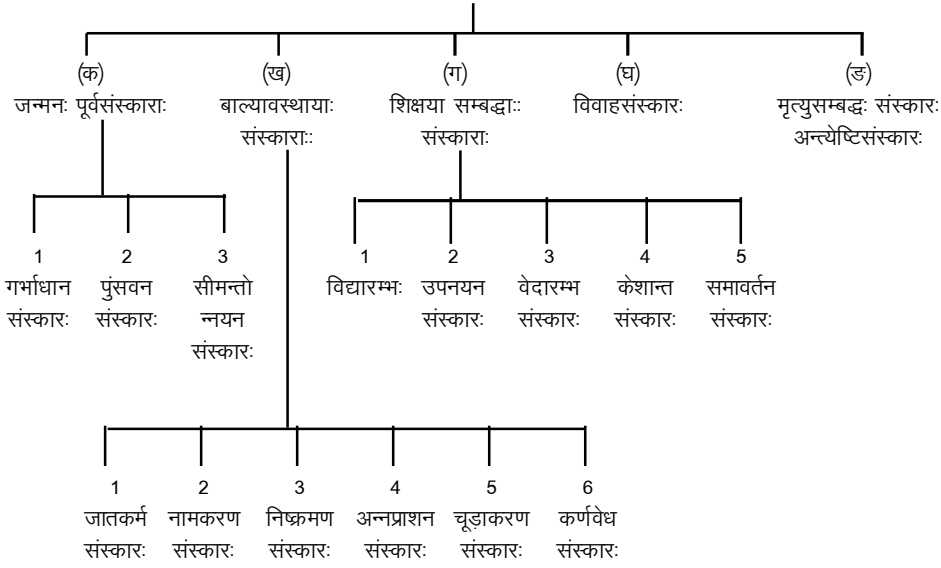 (क) (ख) (ग) (घ) (ङ)
जन्मनः पूर्वसंस्काराः बाल्यावस्थायाः शिक्षया सम्बद्धाः: विवाहसंस्कारः मृत्युसम्बद्धः संस्कारः
संस्काराः: संस्काराः अन्त्येष्टिसंस्कारः
1 2 3 1 2 3 4 5
गर्भाधान पुंसवन सीमन्तो विद्यारम्भः उपनयन वेदारम्भ केशान्त समावर्तन
संस्कारः संस्कारः न्नयन संस्कारः संस्कारः संस्कारः संस्कारः
संस्कारः
1 2 3 4 5 6
जातकर्म नामकरण निष्क्रमण अन्नप्राशन चूड़ाकरण कर्णवेध
संस्कारः संस्कारः संस्कारः संस्कारः संस्कारः संस्कारः